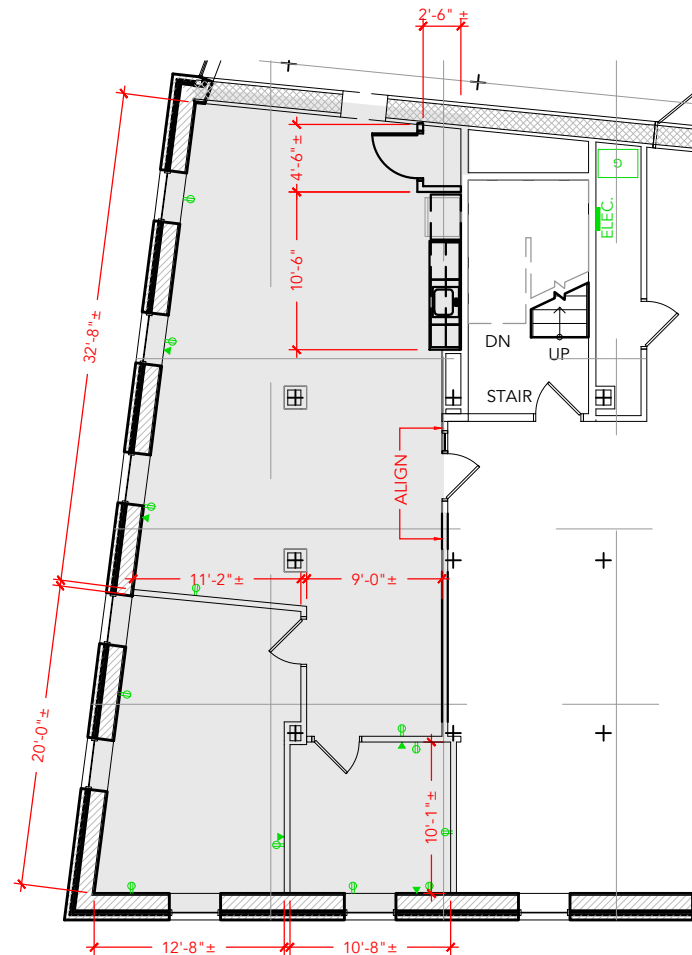 2'-6" ±
4'-6"±
G
ELEC.
10'-6"
32'-8"±
DN
UP
STAIR
ALIGN
11'-2"±
9'-0"±
20'-0"±
10'-1"±
12'-8"±
10'-8"±